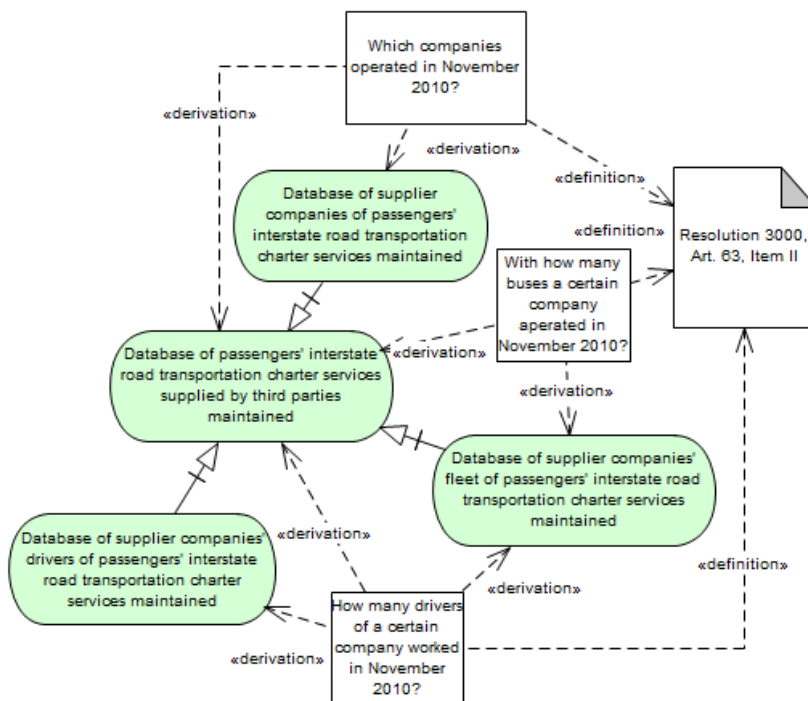 Which companies
operated in November
2010?
«derivation»
«derivation»
«definition»
Database of supplier
companies of passengers'
interstate road transportation
charter services maintained
«definition»
Resolution 3000,
Art. 63, Item II
With how many
buses a certain
company
aperated in
November 2010?
«derivation»
Database of passengers' interstate
road transportation charter services
supplied by third parties
maintained
«derivation»
Database of supplier companies'
fleet of passengers' interstate road
transportation charter services
maintained
Database of supplier companies'
drivers of passengers' interstate
road transportation charter
services maintained
«derivation»
«definition»
«derivation»
How many drivers
of a certain
company worked
in November
2010?
«derivation»